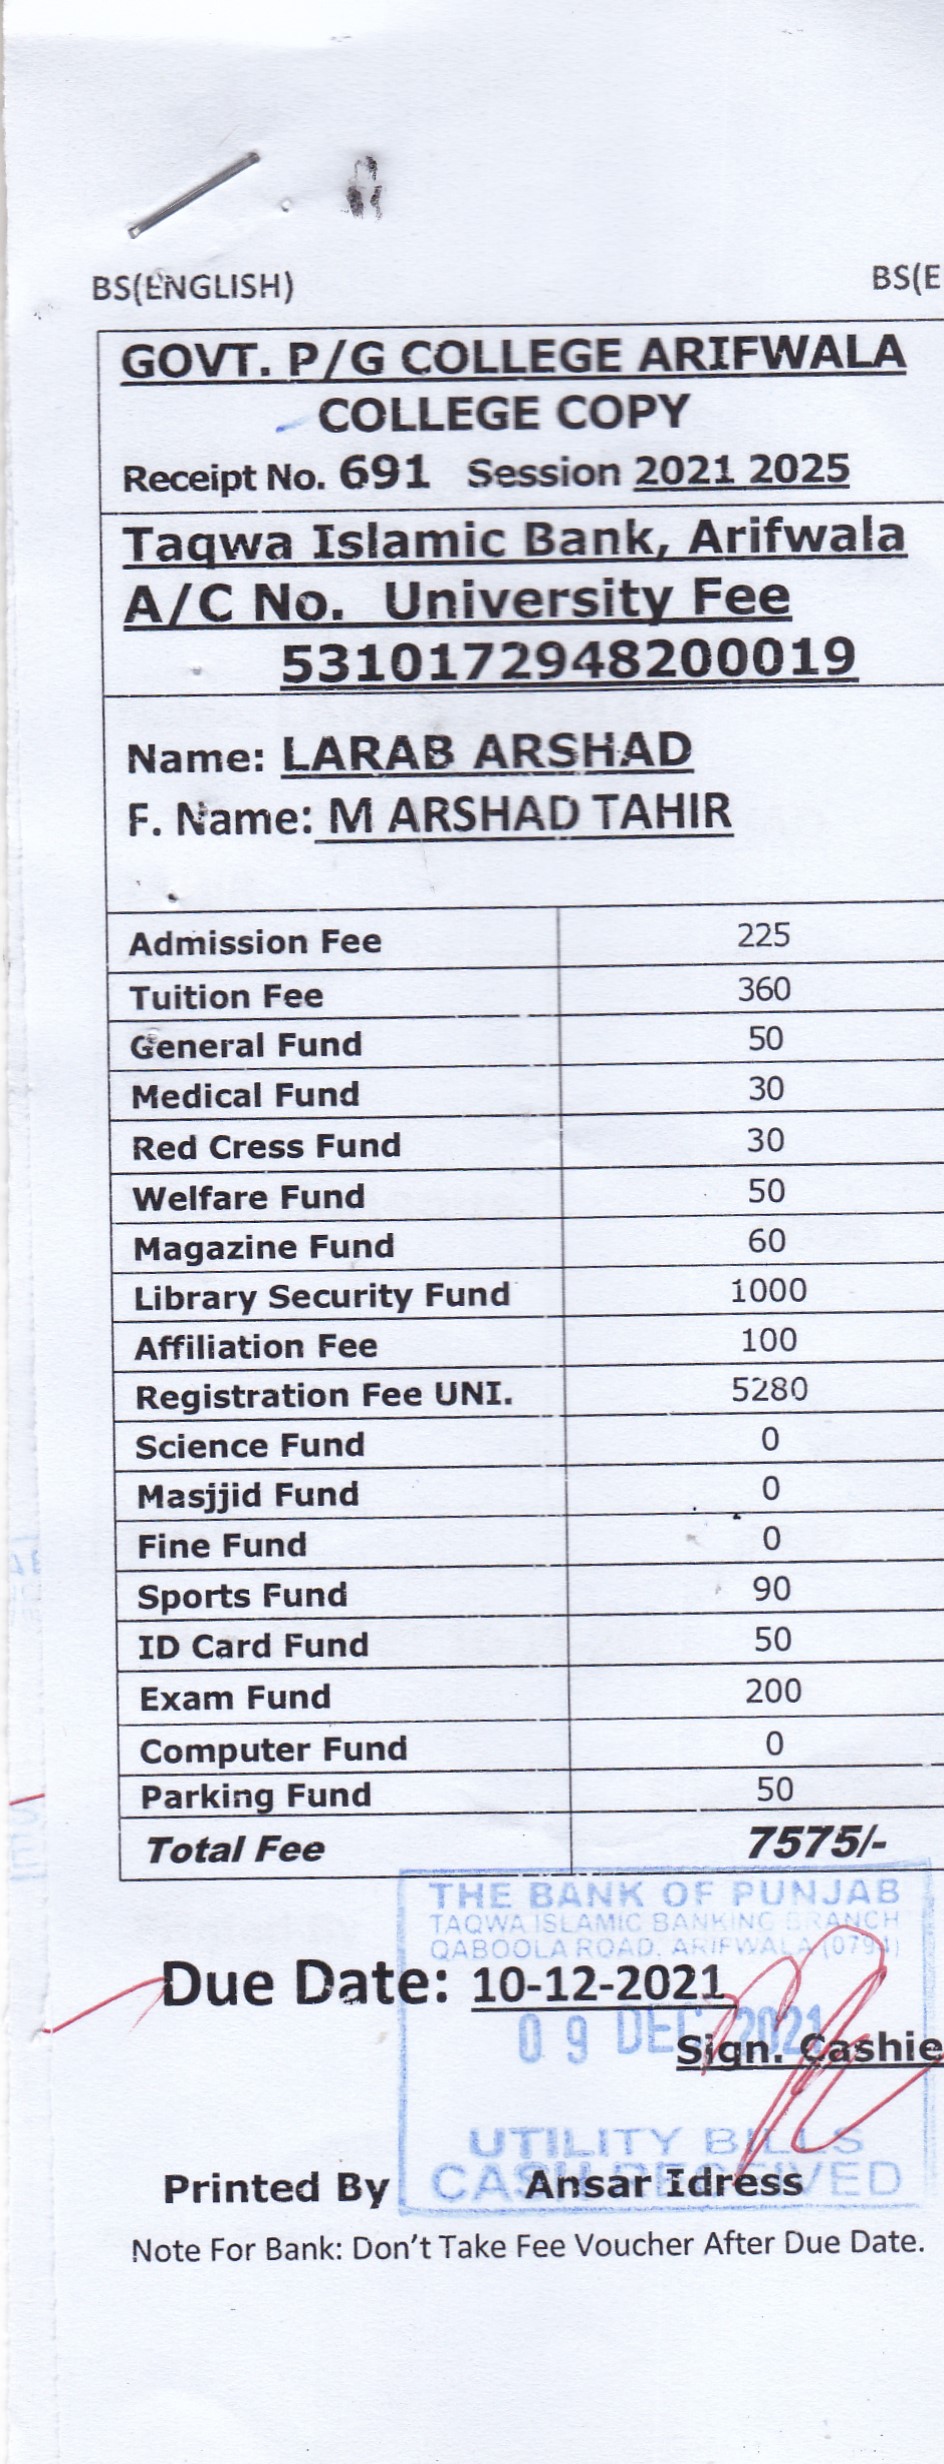 BS(ENGLISH) BS(E
GOVT. P/G COLLEGE ARIFWALA
COLLEGE COPY
Receipt No. 691 Session 2021 2025
Taqwa Islamic Bank, Arifwala
A/C No. University Fee
5310172948200019
Name: LARAB ARSHAD
F. Name: M ARSHAD TAHIR
Admission Fee 225
Tuition Fee 360
General Fund 50
Medical Fund 30
Red Cress Fund 30
Welfare Fund 50
Magazine Fund 60
Library Security Fund 1000
Affiliation Fee 100
Registration Fee UNI. 5280
Science Fund 0
Masjjid Fund 0
Fine Fund 0
Sports Fund 90
ID Card Fund 50
Exam Fund 200
Computer Fund 0
Parking Fund 50
Total Fee 7575/-
THE BANK OF PUNJAB
TAQWA ISLAMIC BANKING BRANCH
QABOOLA ROAD, ARIFWALA (0794)
Due Date: 10-12-2021
09 DEC 2021
Sign. Cashie
UTILITY BILLS
CASH RECEIVED
Printed By Ansar Idress
Note For Bank: Don't Take Fee Voucher After Due Date.